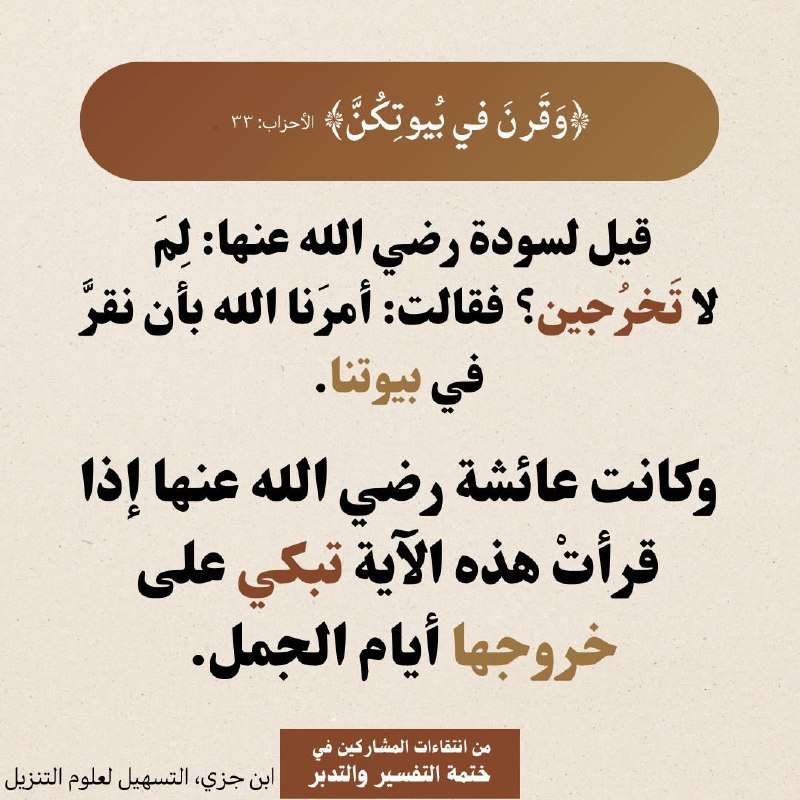 ﴿وَقَرنَ في بُيوتِكُنَّ﴾ الأحزاب: ٣٣
قيل لسودة رضي الله عنها: لِمَ
لا تَخرُجين؟ فقالت: أمرَنا الله بأن نقرَّ
في بيوتنا.
وكانت عائشة رضي الله عنها إذا
قرأتْ هذه الآية تبكي على
خروجها أيام الجمل.
من انتقاءات المشاركين في
ختمة التفسير والتدبر
ابن جزي، التسهيل لعلوم التنزيل